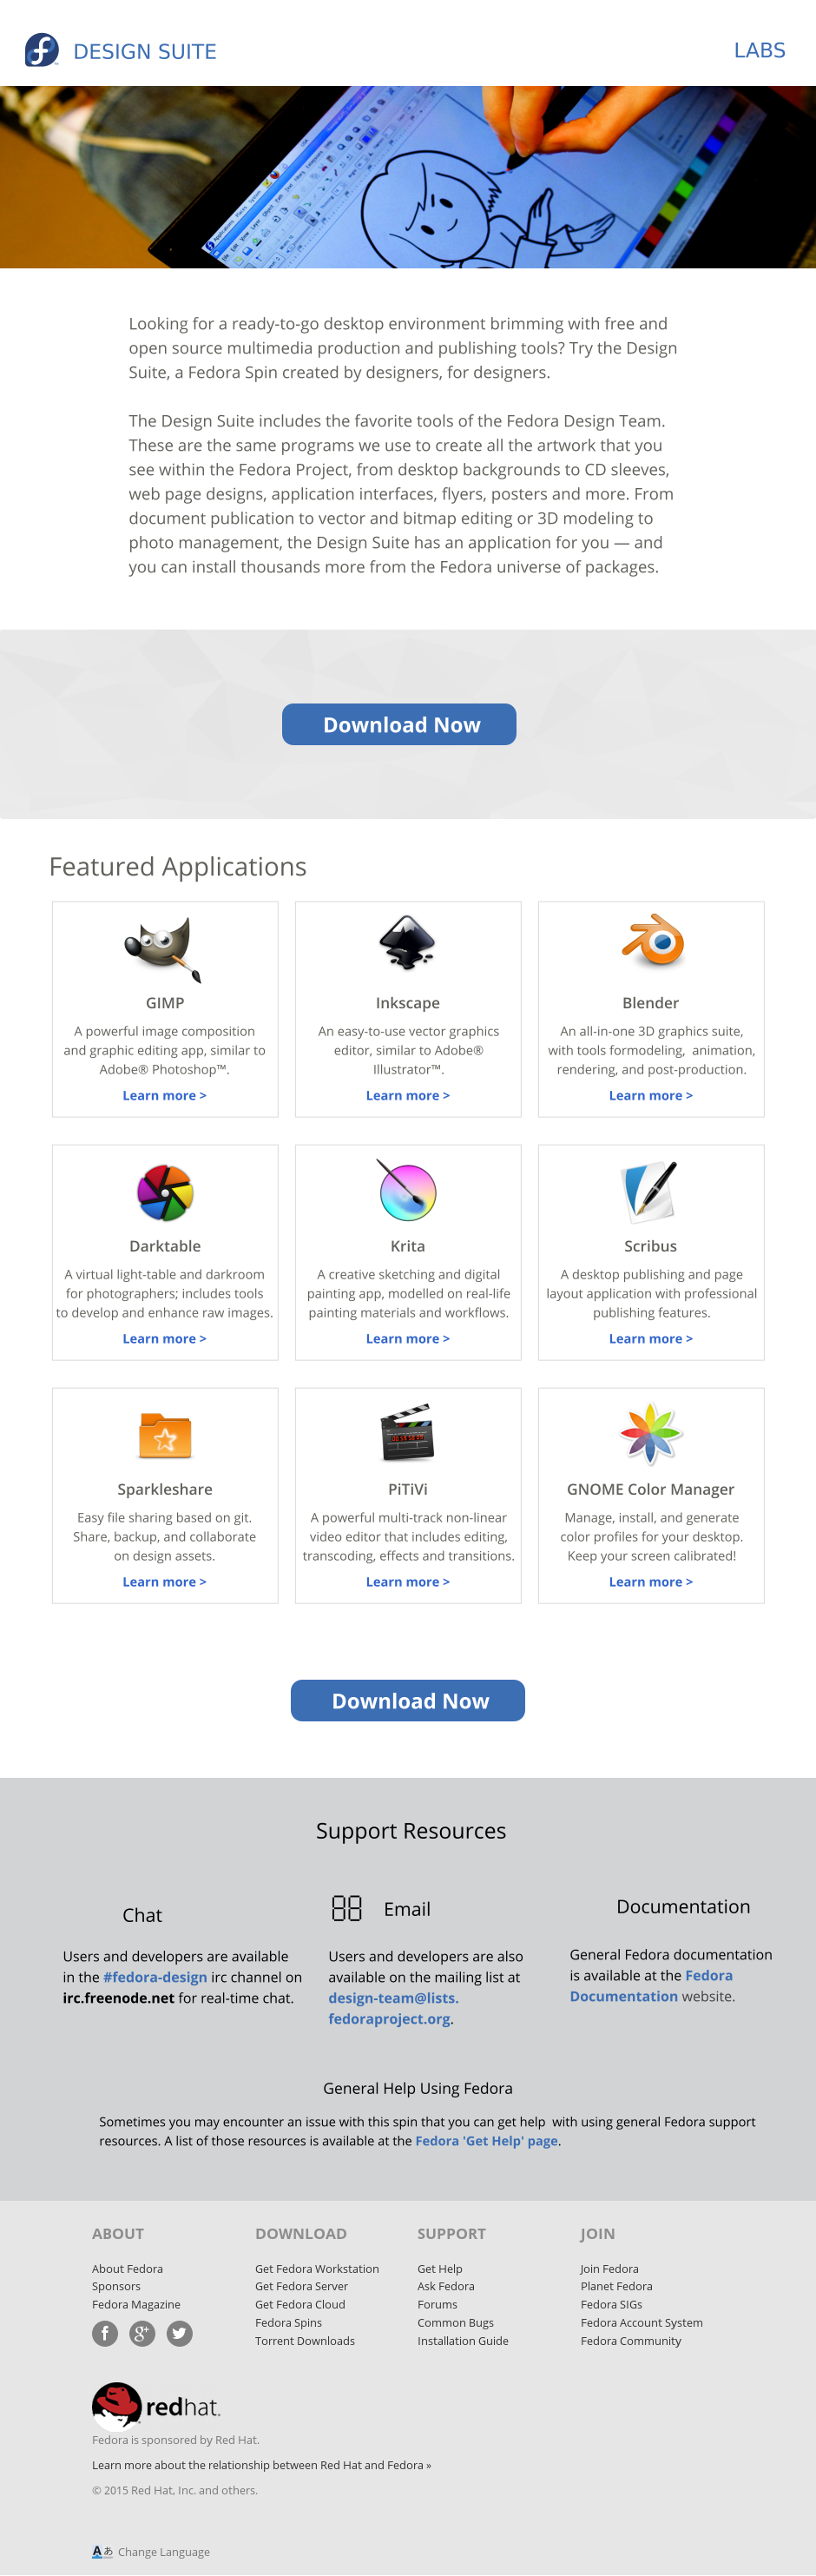 DESIGN SUITE
LABS
Looking for a ready-to-go desktop environment brimming with free and
open source multimedia production and publishing tools? Try the Design
Suite, a Fedora Spin created by designers, for designers.
The Design Suite includes the favorite tools of the Fedora Design Team.
These are the same programs we use to create all the artwork that you
see within the Fedora Project, from desktop backgrounds to CD sleeves,
web page designs, application interfaces, flyers, posters and more. From
document publication to vector and bitmap editing or 3D modeling to
photo management, the Design Suite has an application for you — and
you can install thousands more from the Fedora universe of packages.
Download Now
Featured Applications
GIMP
A powerful image composition
and graphic editing app, similar to
Adobe® Photoshop™.
Learn more >
Inkscape
An easy-to-use vector graphics
editor, similar to Adobe®
Illustrator™.
Learn more >
Blender
An all-in-one 3D graphics suite,
with tools formodeling, animation,
rendering, and post-production.
Learn more >
Darktable
A virtual light-table and darkroom
for photographers; includes tools
to develop and enhance raw images.
Learn more >
Krita
A creative sketching and digital
painting app, modelled on real-life
painting materials and workflows.
Learn more >
Scribus
A desktop publishing and page
layout application with professional
publishing features.
Learn more >
Sparkleshare
Easy file sharing based on git.
Share, backup, and collaborate
on design assets.
Learn more >
PiTiVi
A powerful multi-track non-linear
video editor that includes editing,
transcoding, effects and transitions.
Learn more >
GNOME Color Manager
Manage, install, and generate
color profiles for your desktop.
Keep your screen calibrated!
Learn more >
Download Now
Support Resources
Chat
Users and developers are available
in the #fedora-design irc channel on
irc.freenode.net for real-time chat.
Email
Users and developers are also
available on the mailing list at
design-team@lists.
fedoraproject.org.
Documentation
General Fedora documentation
is available at the Fedora
Documentation website.
General Help Using Fedora
Sometimes you may encounter an issue with this spin that you can get help with using general Fedora support
resources. A list of those resources is available at the Fedora 'Get Help' page.
ABOUT
About Fedora
Sponsors
Fedora Magazine
DOWNLOAD
Get Fedora Workstation
Get Fedora Server
Get Fedora Cloud
Fedora Spins
Torrent Downloads
SUPPORT
Get Help
Ask Fedora
Forums
Common Bugs
Installation Guide
JOIN
Join Fedora
Planet Fedora
Fedora SIGs
Fedora Account System
Fedora Community
redhat.
Fedora is sponsored by Red Hat.
Learn more about the relationship between Red Hat and Fedora »
© 2015 Red Hat, Inc. and others.
Change Language